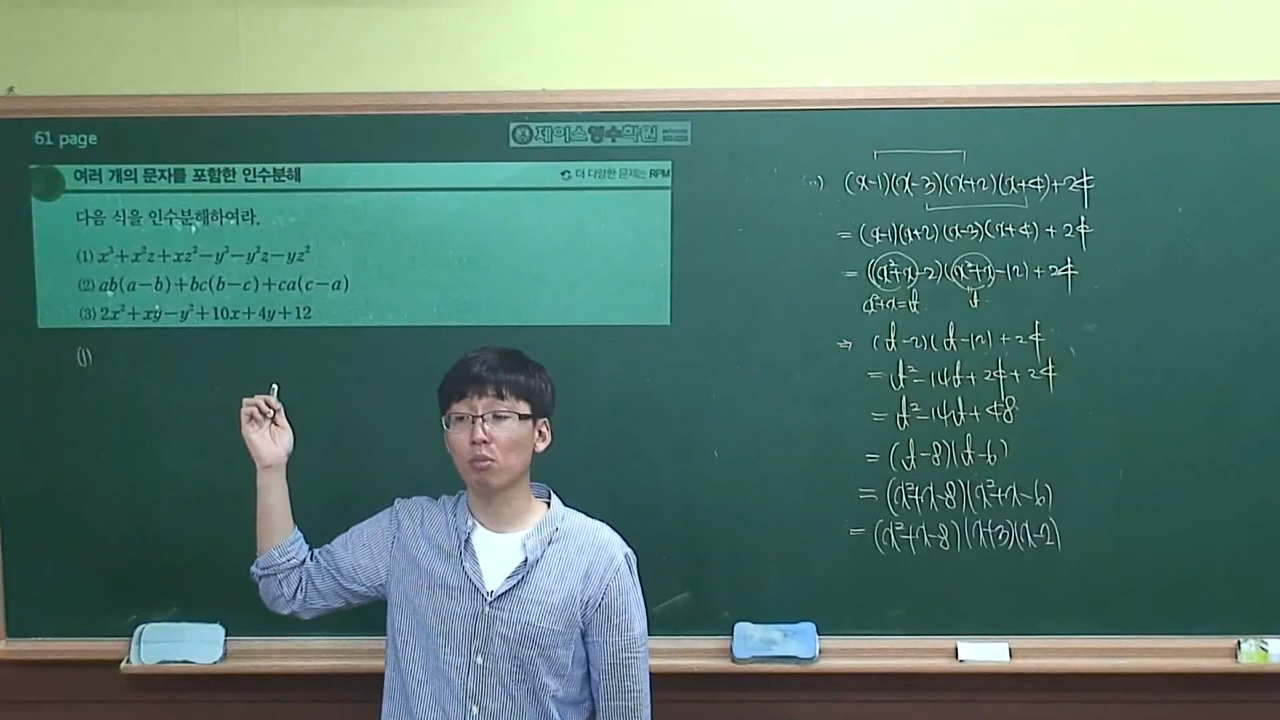 61 page
제이스영수학원
여러 개의 문자를 포함한 인수분해
더 다양한 문제는 RPM
다음 식을 인수분해하여라.
(1) x³+x²z+xz²−y³−y²z−yz²
(2) ab(a−b)+bc(b−c)+ca(c−a)
(3) 2x²+xy−y²+10x+4y+12
(1)
(x-1)(x-3)(x+2)(x+4)+24
=(x-1)(x+2)(x-3)(x+4)+24
=((x²+x)-2)((x²+x)-12)+24
x²+x=t
t
⇒ (t-2)(t-12)+24
=t²-14t+24+24
=t²-14t+48
=(t-8)(t-6)
=(x²+x-8)(x²+x-6)
=(x²+x-8)(x+3)(x-2)